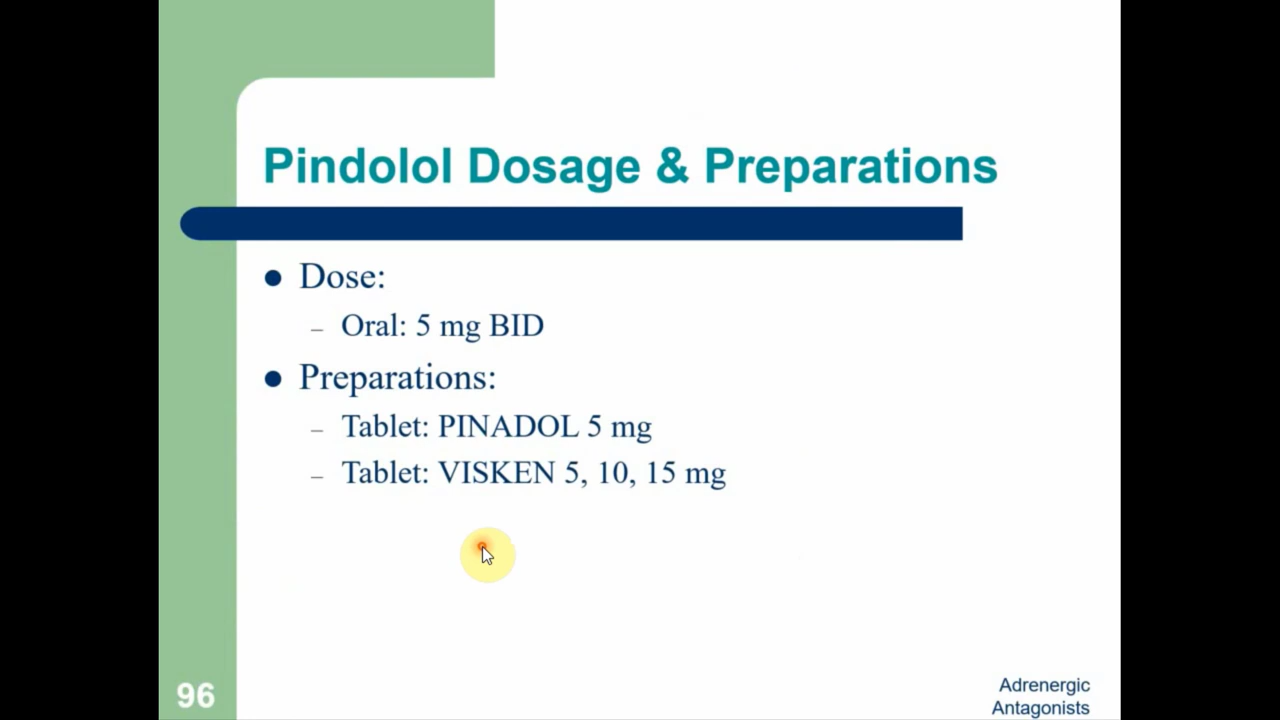 Pindolol Dosage & Preparations
● Dose:
– Oral: 5 mg BID
● Preparations:
– Tablet: PINADOL 5 mg
– Tablet: VISKEN 5, 10, 15 mg
96
Adrenergic
Antagonists